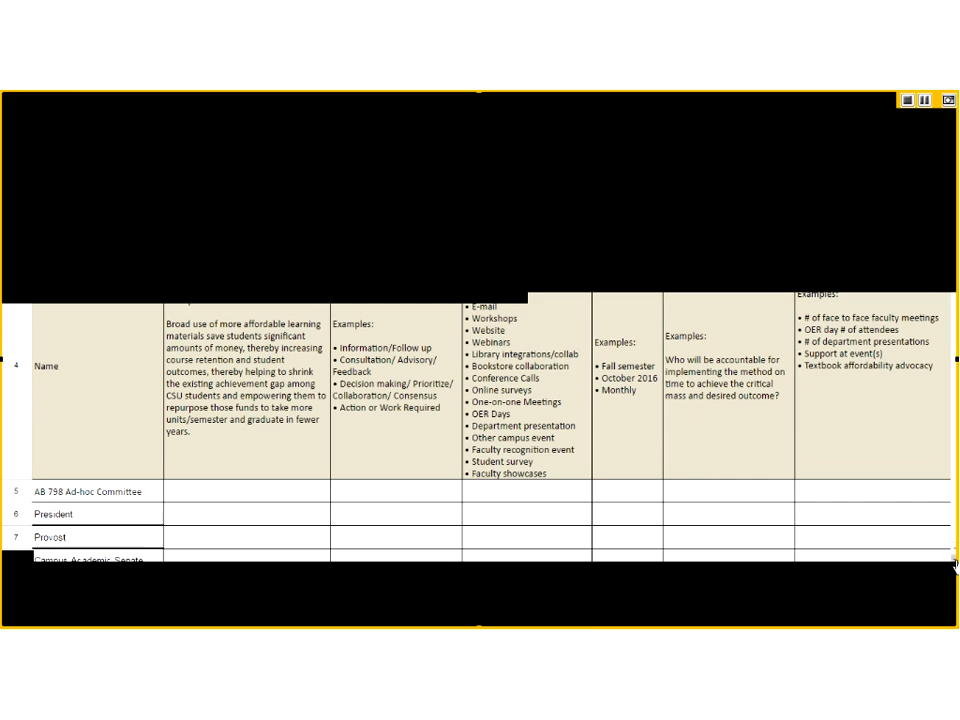 4
Name
Broad use of more affordable learning
materials save students significant
amounts of money, thereby increasing
course retention and student
outcomes, thereby helping to shrink
the existing achievement gap among
CSU students and empowering them to
repurpose those funds to take more
units/semester and graduate in fewer
years.
Examples:
• Information/Follow up
• Consultation/ Advisory/
Feedback
• Decision making/ Prioritize/
Collaboration/ Consensus
• Action or Work Required
• E-mail
• Workshops
• Website
• Webinars
• Library integrations/collab
• Bookstore collaboration
• Conference Calls
• Online surveys
• One-on-one Meetings
• OER Days
• Department presentation
• Other campus event
• Faculty recognition event
• Student survey
• Faculty showcases
Examples:
• Fall semester
• October 2016
• Monthly
Examples:
Who will be accountable for
implementing the method on
time to achieve the critical
mass and desired outcome?
Examples:
• # of face to face faculty meetings
• OER day # of attendees
• # of department presentations
• Support at event(s)
• Textbook affordability advocacy
5 AB 798 Ad-hoc Committee
6 President
7 Provost
Campus Academic Senate